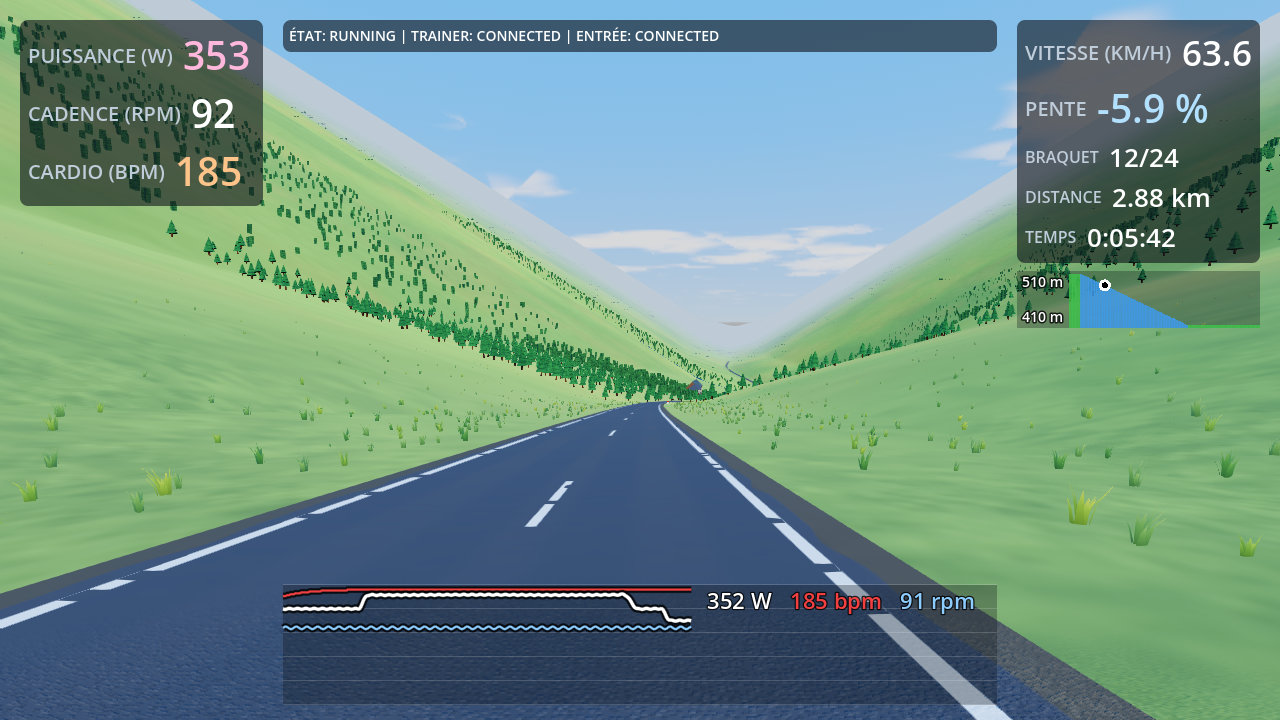 PUISSANCE (W) 353
CADENCE (RPM) 92
CARDIO (BPM) 185
ÉTAT: RUNNING | TRAINER: CONNECTED | ENTRÉE: CONNECTED
VITESSE (KM/H) 63.6
PENTE -5.9 %
BRAQUET 12/24
DISTANCE 2.88 km
TEMPS 0:05:42
510 m
410 m
352 W 185 bpm 91 rpm